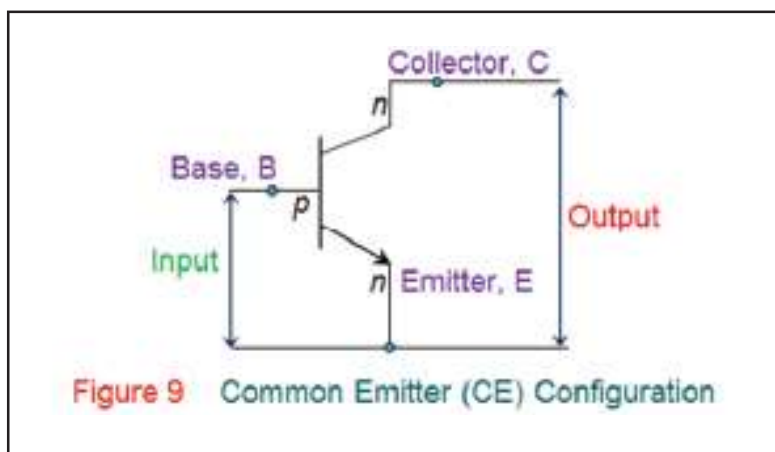 Collector, C
n
Base, B
p
Output
Input
n Emitter, E
Figure 9 Common Emitter (CE) Configuration